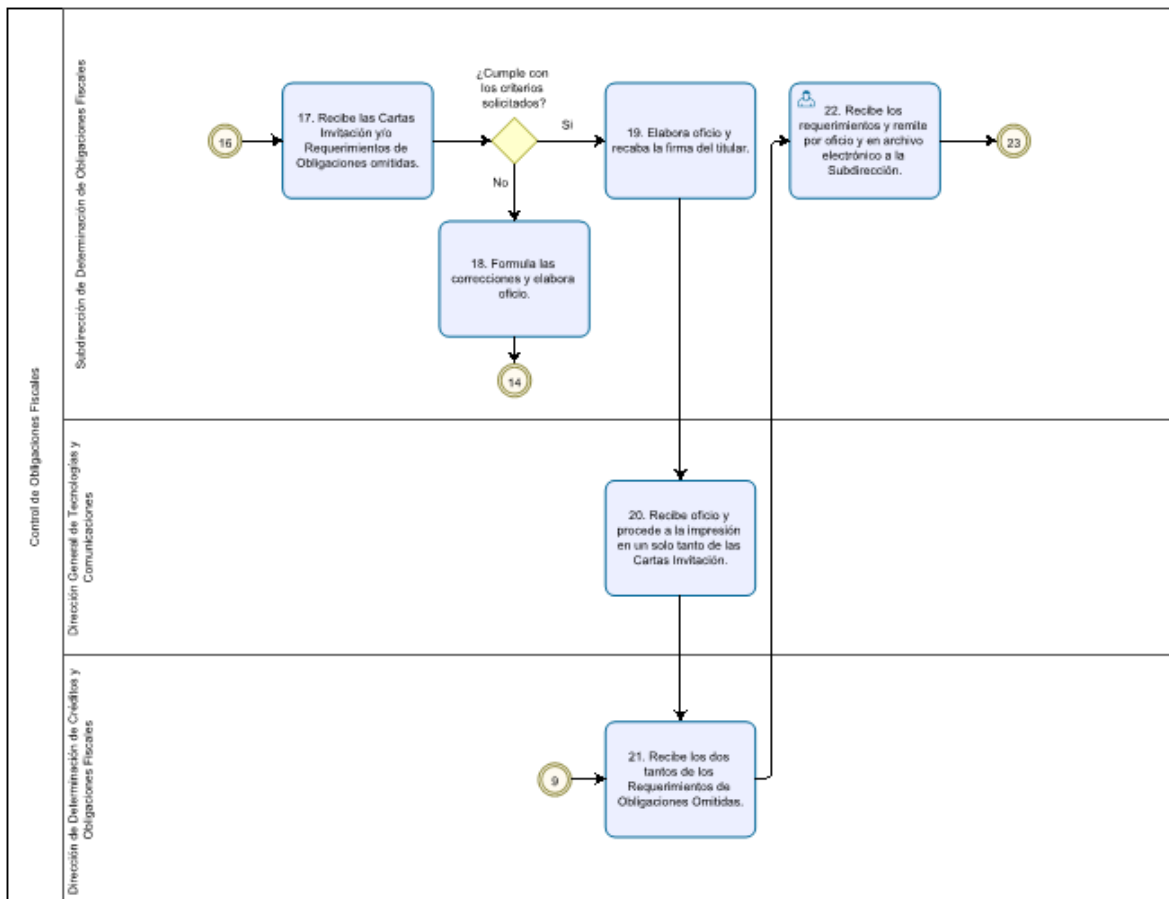 Control de Obligaciones Fiscales
Subdirección de Determinación de Obligaciones Fiscales
16
17. Recibe las Cartas
Invitación y/o
Requerimientos de
Obligaciones omitidas.
¿Cumple con
los criterios
solicitados?
Si
No
18. Formula las
correcciones y elabora
oficio.
14
19. Elabora oficio y
recaba la firma del titular.
22. Recibe los
requerimientos y remite
por oficio y en archivo
electrónico a la
Subdirección.
23
Dirección General de Tecnologías y
Comunicaciones
20. Recibe oficio y
procede a la impresión
en un solo tanto de las
Cartas Invitación.
Dirección de Determinación de Créditos y
Obligaciones Fiscales
9
21. Recibe los dos
tantos de los
Requerimientos de
Obligaciones Omitidas.